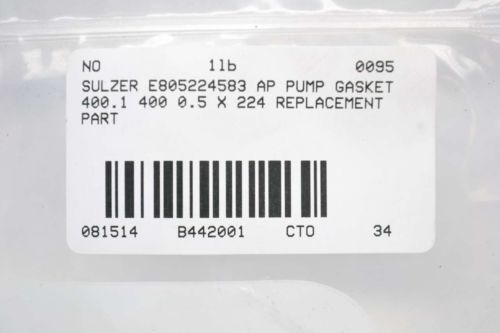 NO 1lb 0095
SULZER E805224583 AP PUMP GASKET
400.1 400 0.5 X 224 REPLACEMENT
PART
081514 B442001 CTO 34